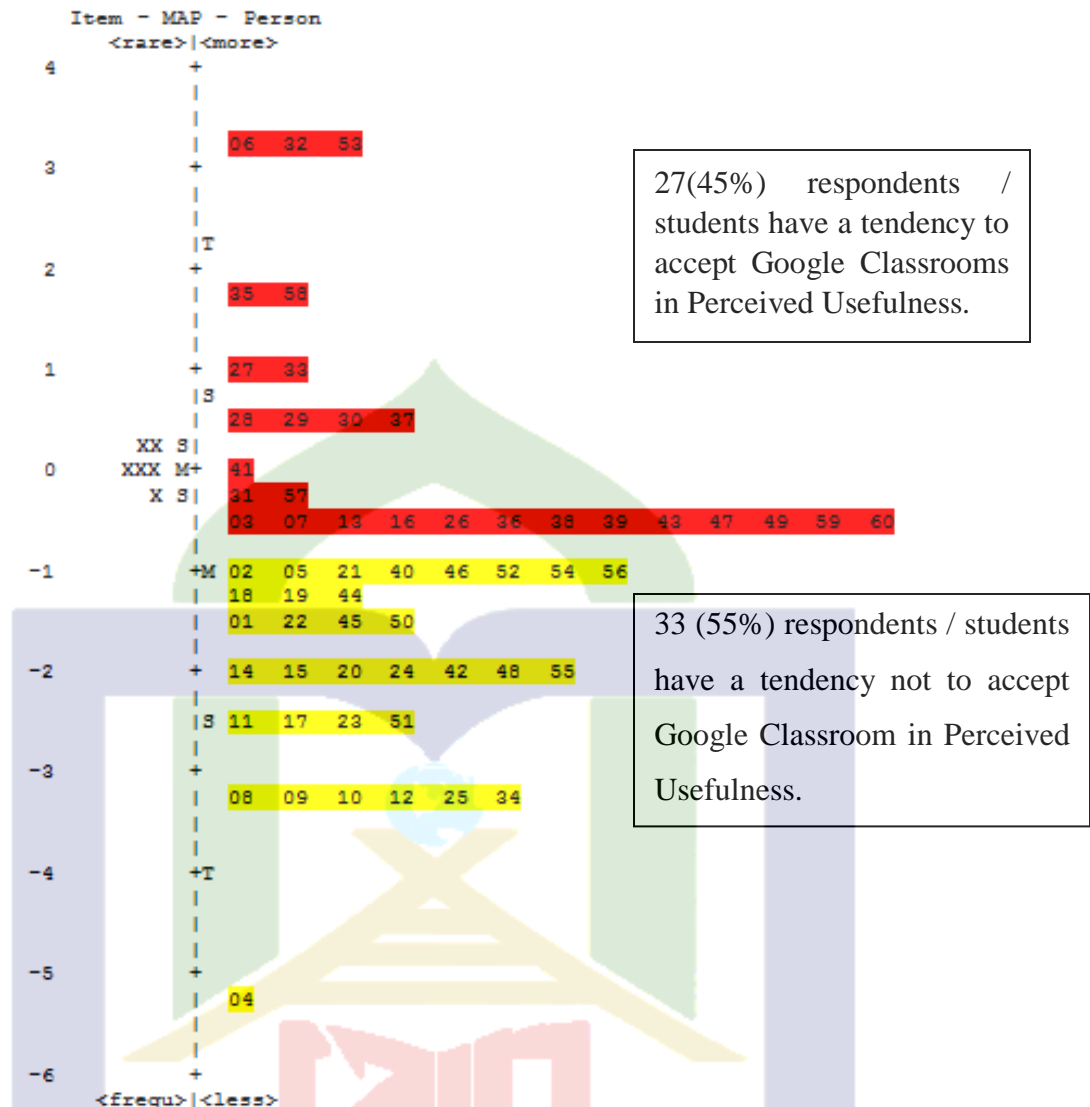 Item - MAP - Person
<rare>|<more>
4 +
|
|
| 06 32 53
3 +
|
|
|T
2 +
| 35 58
|
|
1 + 27 33
|S
| 28 29 30 37
XX S|
0 XXX M+ 41
X S| 31 57
| 03 07 13 16 26 36 38 39 43 47 49 59 60
|
-1 +M 02 05 21 40 46 52 54 56
| 18 19 44
| 01 22 45 50
|
-2 + 14 15 20 24 42 48 55
|
|S 11 17 23 51
|
-3 +
| 08 09 10 12 25 34
|
|
-4 +T
|
|
|
-5 +
| 04
|
|
-6 +
<frequ>|<less>
27(45%) respondents /
students have a tendency to
accept Google Classrooms
in Perceived Usefulness.
33 (55%) respondents / students
have a tendency not to accept
Google Classroom in Perceived
Usefulness.